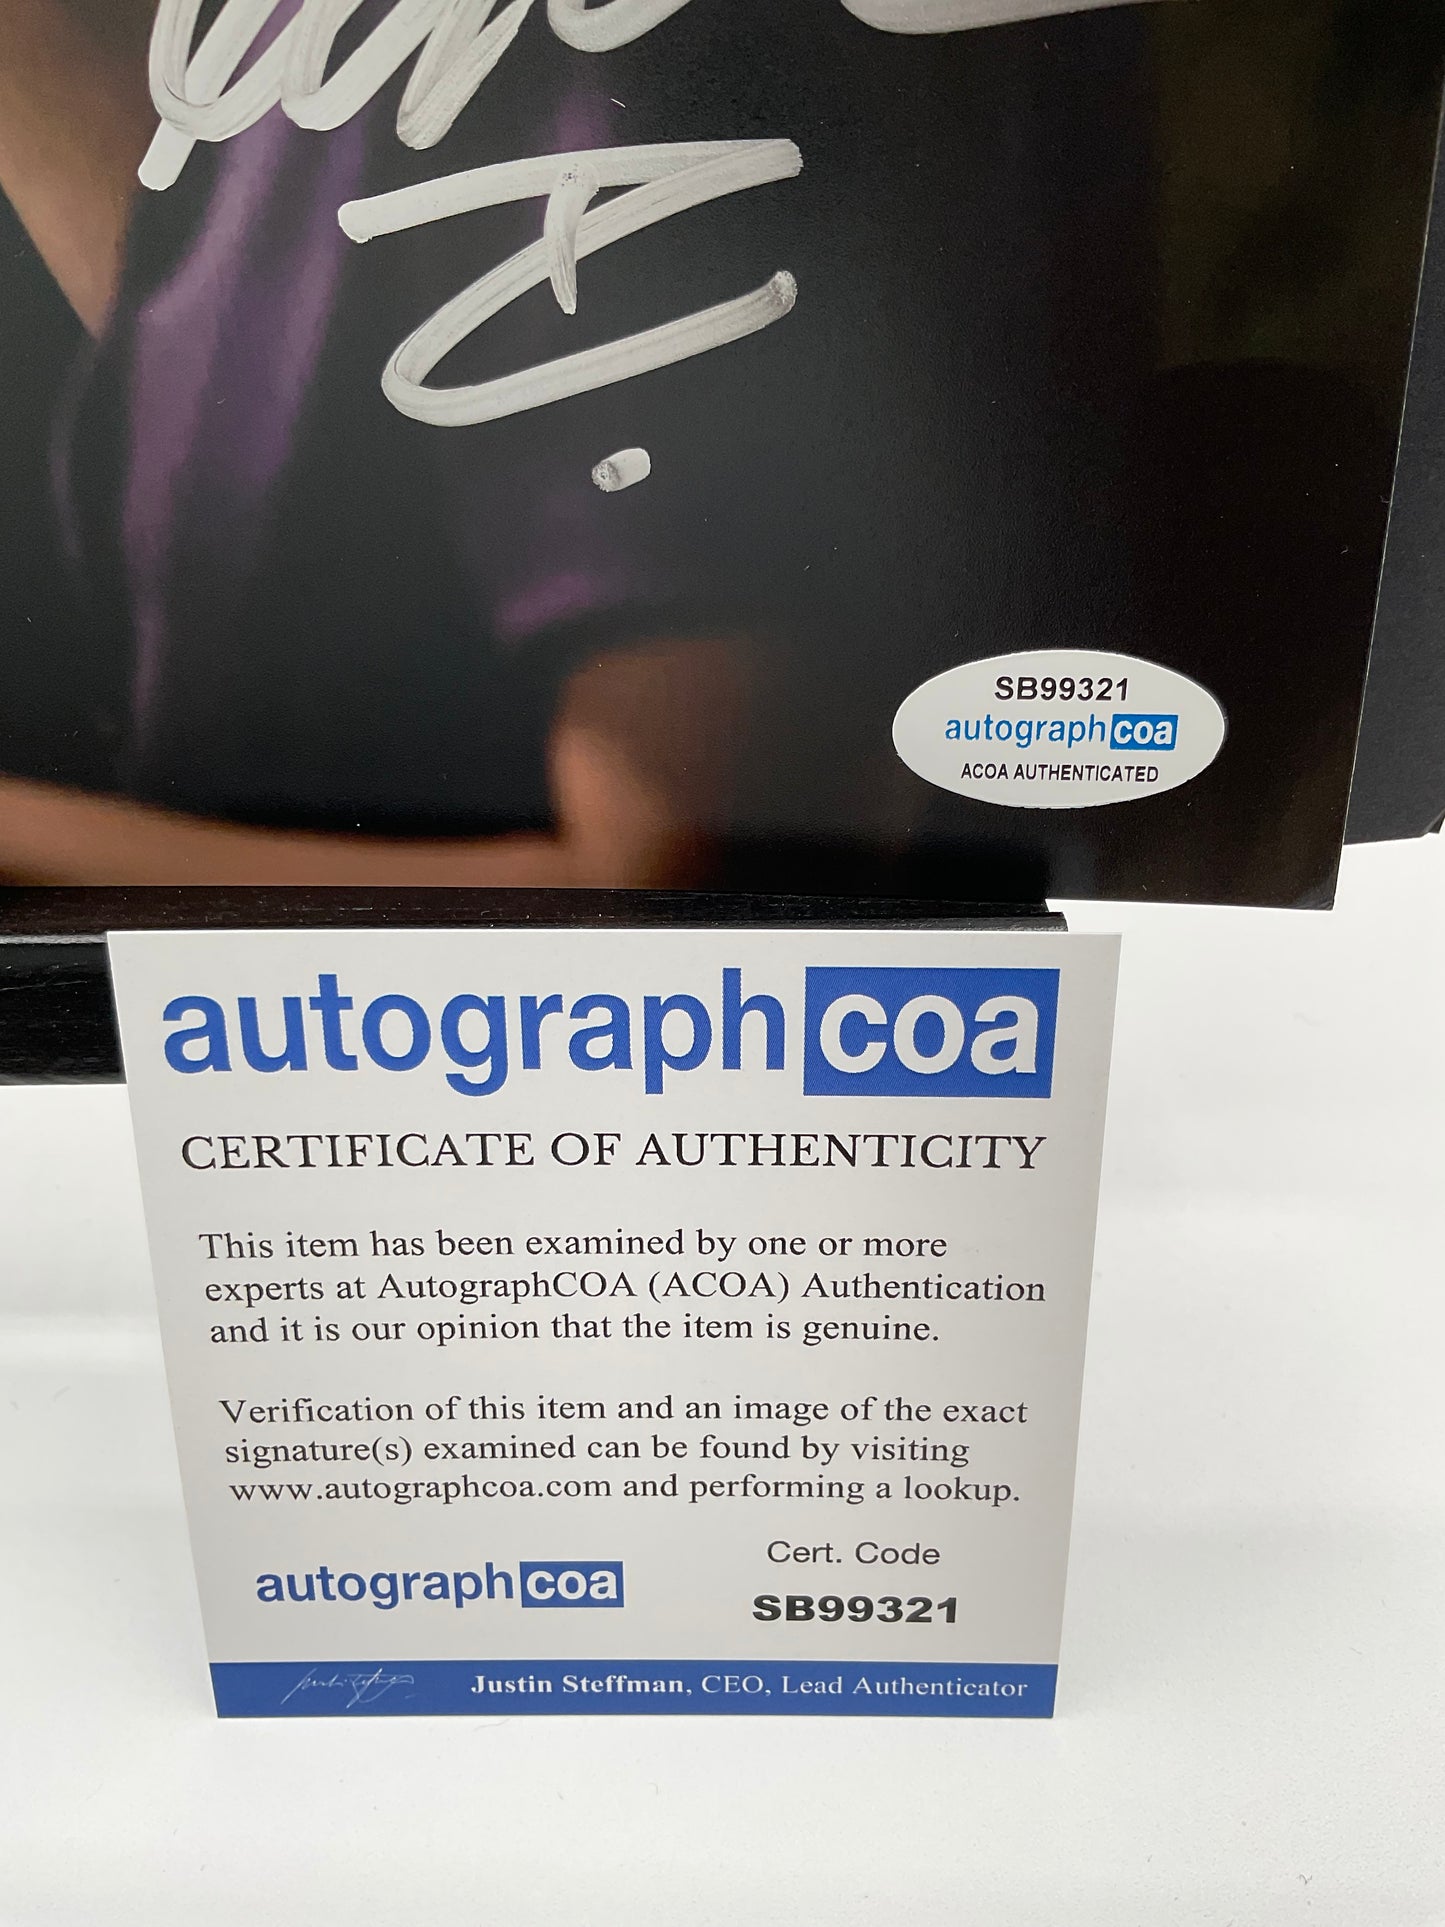 SB99321
autographcoa
ACOA AUTHENTICATED
autographcoa
CERTIFICATE OF AUTHENTICITY
This item has been examined by one or more
experts at AutographCOA (ACOA) Authentication
and it is our opinion that the item is genuine.
Verification of this item and an image of the exact
signature(s) examined can be found by visiting
www.autographcoa.com and performing a lookup.
Cert. Code
autographcoa
SB99321
Justin Steffman, CEO, Lead Authenticator